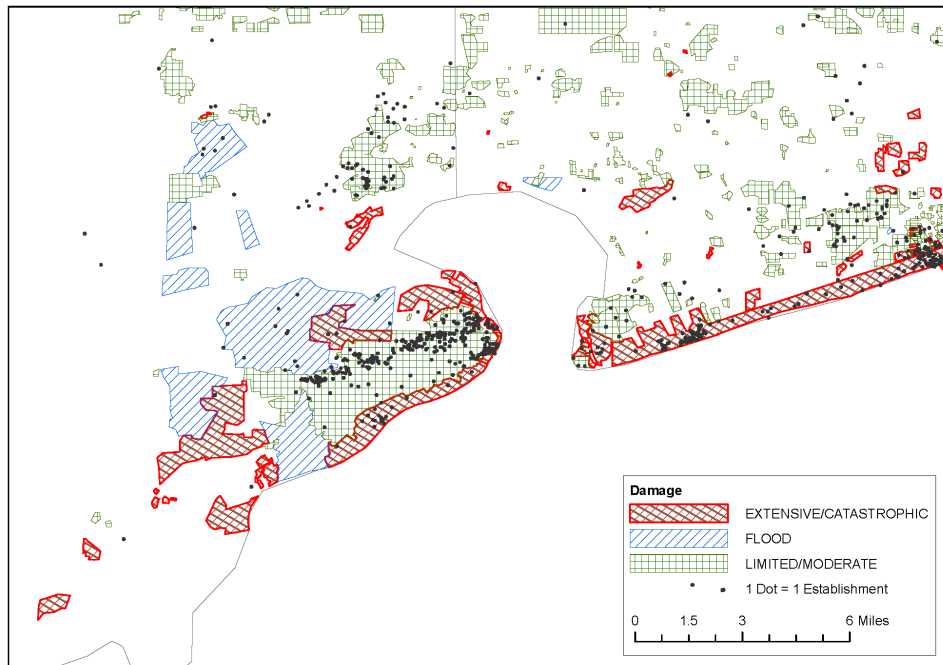 Damage
EXTENSIVE/CATASTROPHIC
FLOOD
LIMITED/MODERATE
1 Dot = 1 Establishment
0 1.5 3 6 Miles